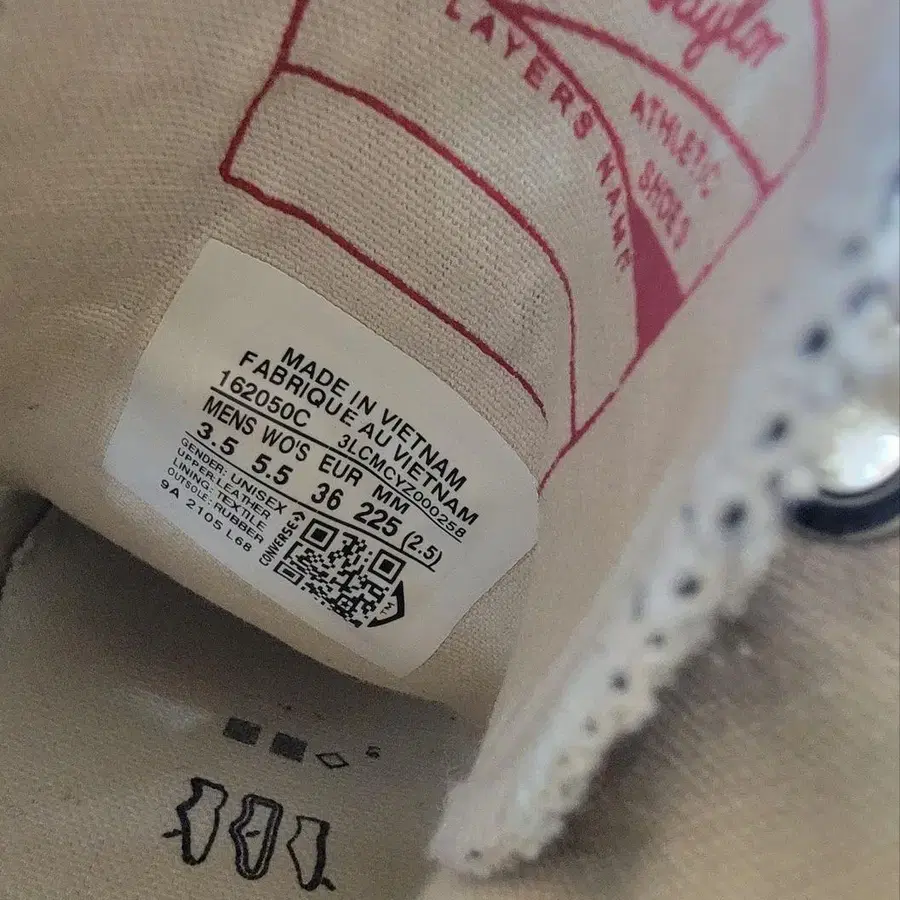 Taylor
ATHLETIC
SHOES
LAYERS NAME
MADE IN VIETNAM
FABRIQUE AU VIETNAM
162050C 3LCMCYZ000258
MENS WO'S EUR MM
3.5 5.5 36 225 (2.5)
GENDER: UNISEX
UPPER: LEATHER
LINING: TEXTILE
OUTSOLE: RUBBER
9A 2105 L68
CONVERSE